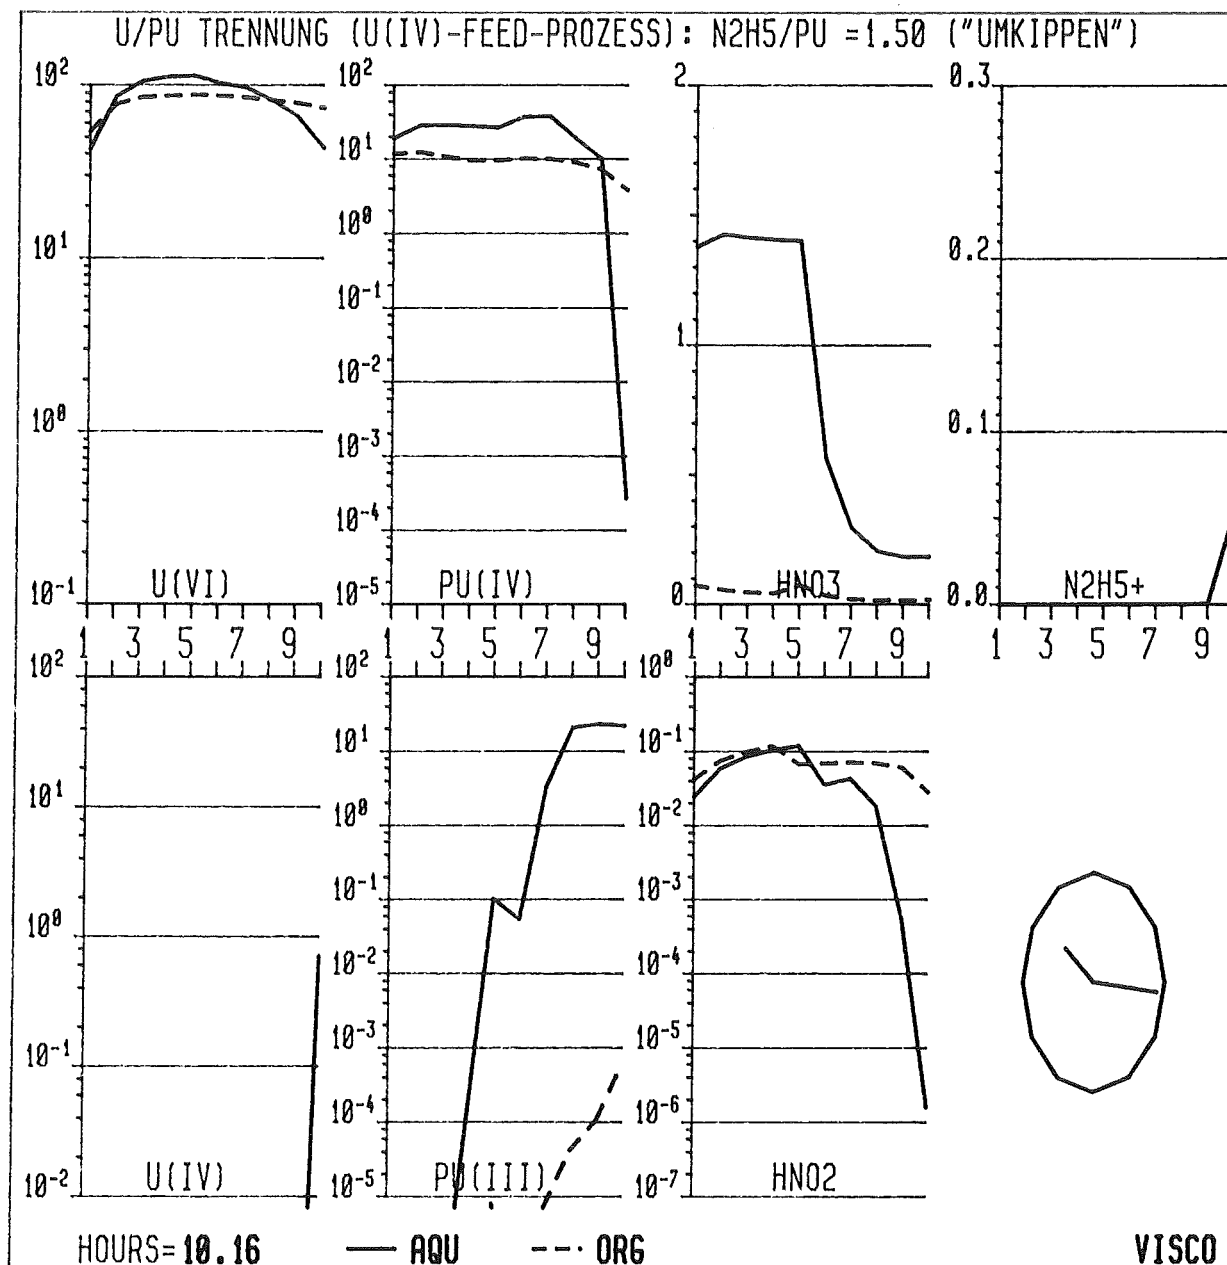 U/PU TRENNUNG (U(IV)-FEED-PROZESS): N2H5/PU =1.50 ("UMKIPPEN")
10² 10² 2 0.3
10¹
10¹ 10⁰ 0.2
10⁻¹ 1
10⁰ 10⁻² 0.1
10⁻³
10⁻⁴
10⁻¹ U(VI) 10⁻⁵ PU(IV) 0 HNO3 0.0 N2H5+
1 3 5 7 9 1 3 5 7 9 1 3 5 7 9 1 3 5 7 9
10² 10² 10⁰
10¹ 10⁻¹
10¹ 10⁰ 10⁻²
10⁻¹ 10⁻³
10⁰ 10⁻² 10⁻⁴
10⁻¹ 10⁻³ 10⁻⁵
10⁻⁴ 10⁻⁶
10⁻² U(IV) 10⁻⁵ PU(III) 10⁻⁷ HNO2
HOURS=10.16 AQU ORG VISCO